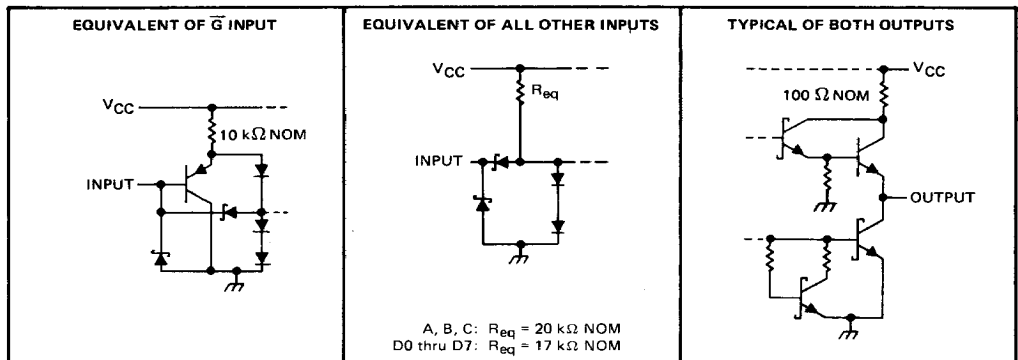 EQUIVALENT OF G̅ INPUT
VCC
10 kΩ NOM
INPUT
EQUIVALENT OF ALL OTHER INPUTS
VCC
Req
INPUT
A, B, C: Req = 20 kΩ NOM
D0 thru D7: Req = 17 kΩ NOM
TYPICAL OF BOTH OUTPUTS
VCC
100 Ω NOM
OUTPUT